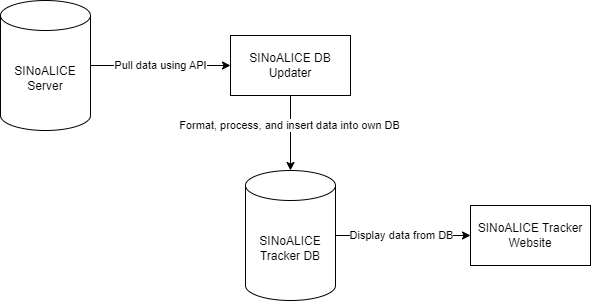 SINoALICE
Server
Pull data using API
SINoALICE DB
Updater
Format, process, and insert data into own DB
SINoALICE
Tracker DB
Display data from DB
SINoALICE Tracker
Website